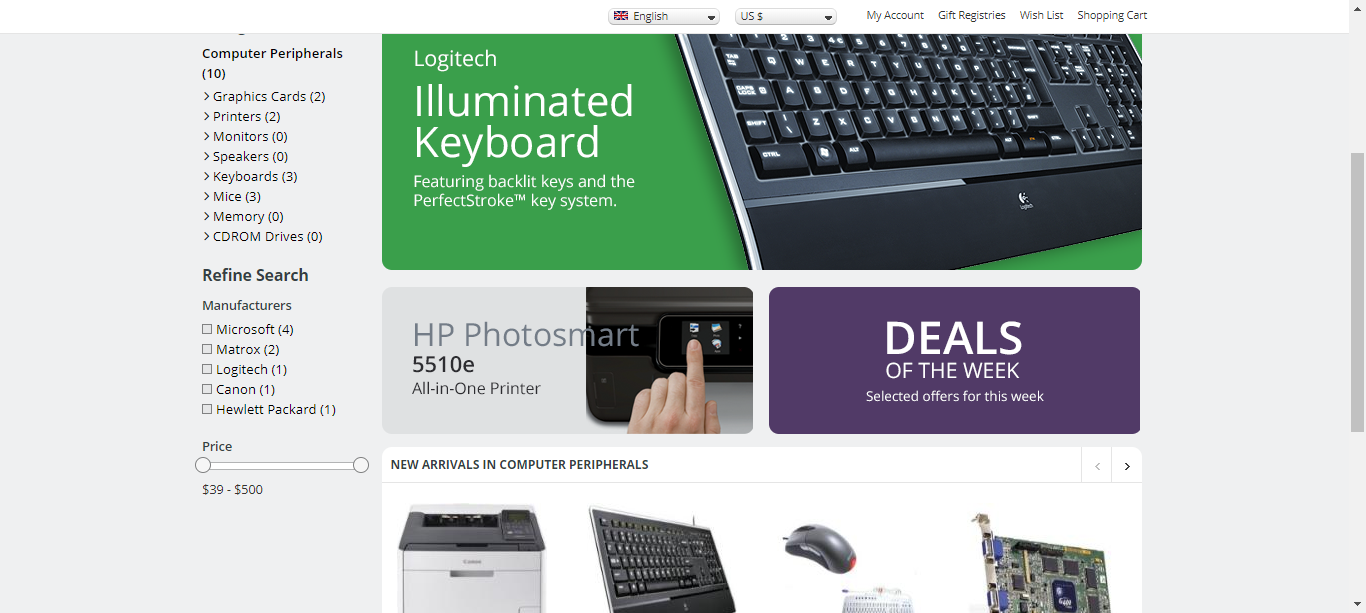 English
US $
My Account
Gift Registries
Wish List
Shopping Cart
Computer Peripherals
(10)
Graphics Cards (2)
Printers (2)
Monitors (0)
Speakers (0)
Keyboards (3)
Mice (3)
Memory (0)
CDROM Drives (0)
Refine Search
Manufacturers
Microsoft (4)
Matrox (2)
Logitech (1)
Canon (1)
Hewlett Packard (1)
Price
$39 - $500
Logitech
Illuminated
Keyboard
Featuring backlit keys and the
PerfectStroke™ key system.
Logitech
HP Photosmart
5510e
All-in-One Printer
DEALS
OF THE WEEK
Selected offers for this week
NEW ARRIVALS IN COMPUTER PERIPHERALS
Canon